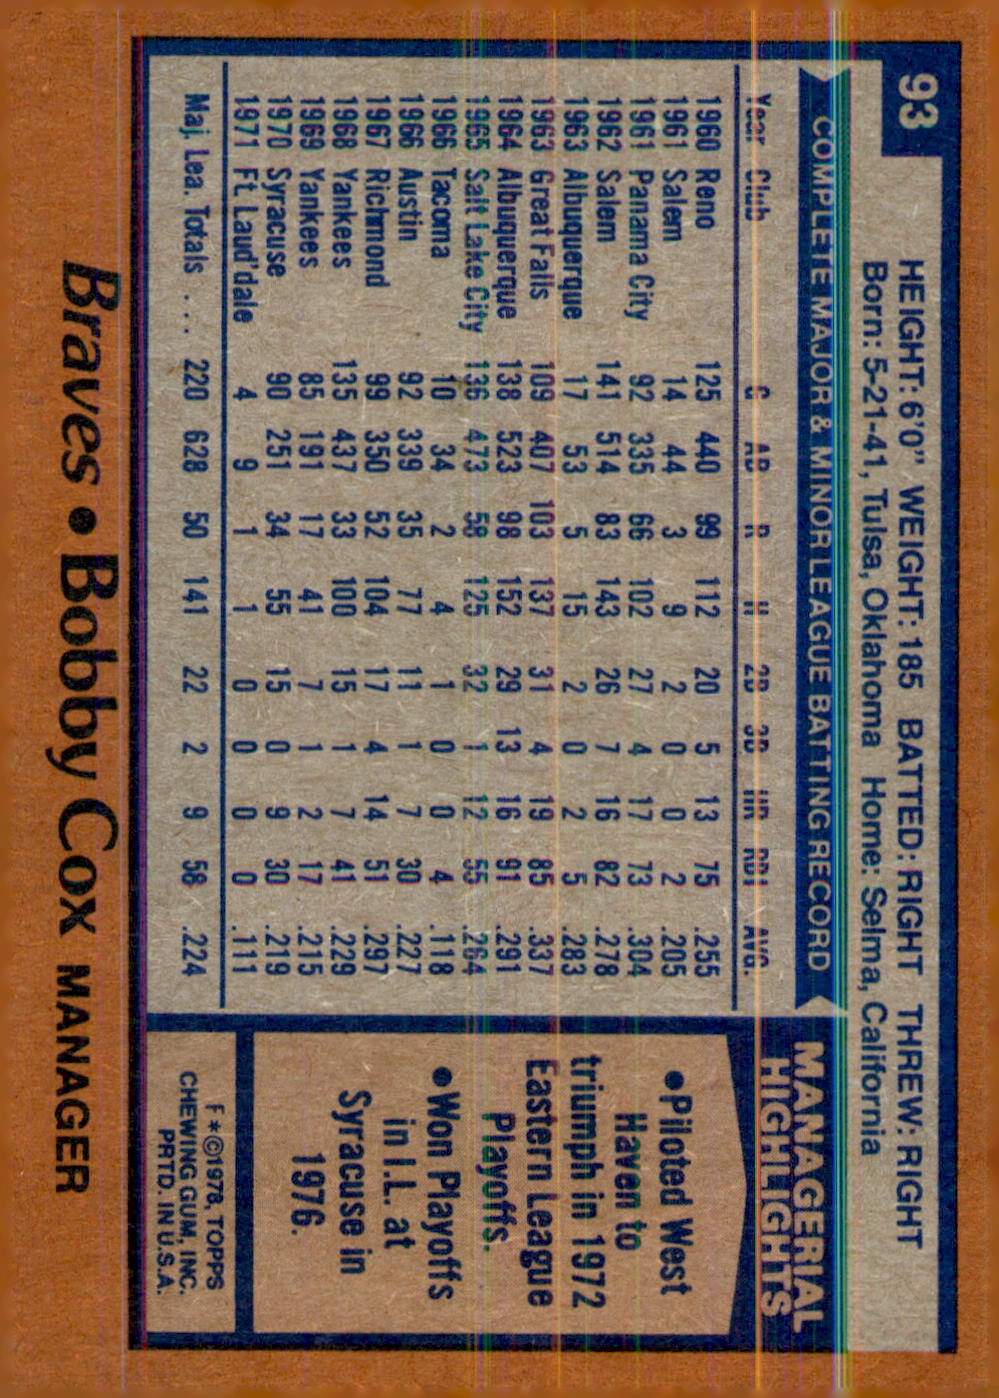 93
HEIGHT: 6'0" WEIGHT: 185 BATTED: RIGHT THREW: RIGHT
Born: 5-21-41, Tulsa, Oklahoma Home: Selma, California
COMPLETE MAJOR & MINOR LEAGUE BATTING RECORD
Year Club G AB R H 2B 3B HR RBI AVG.
1960 Reno 125 440 99 112 20 5 13 75 .255
1961 Salem 14 44 3 9 2 0 0 2 .205
1961 Panama City 92 335 66 102 27 4 17 73 .304
1962 Salem 141 514 83 143 26 7 16 82 .278
1963 Albuquerque 17 53 5 15 2 0 2 5 .283
1963 Great Falls 109 407 103 137 31 4 19 85 .337
1964 Albuquerque 138 523 98 152 29 13 16 91 .291
1965 Salt Lake City 136 473 58 125 32 1 12 55 .264
1966 Tacoma 10 34 2 4 1 0 0 4 .118
1966 Austin 92 339 35 77 11 1 7 30 .227
1967 Richmond 99 350 52 104 17 4 14 51 .297
1968 Yankees 135 437 33 100 15 1 7 41 .229
1969 Yankees 85 191 17 41 7 1 2 17 .215
1970 Syracuse 90 251 34 55 15 0 9 30 .219
1971 Ft. Laud'dale 4 9 1 1 0 0 0 0 .111
Maj. Lea. Totals .... 220 628 50 141 22 2 9 58 .224
MANAGERIAL
HIGHLIGHTS
●Piloted West
Haven to
triumph in 1972
Eastern League
Playoffs.
●Won Playoffs
in I.L. at
Syracuse in
1976.
F*©1978, TOPPS
CHEWING GUM, INC.
PRTD. IN U.S.A.
Braves • Bobby Cox MANAGER